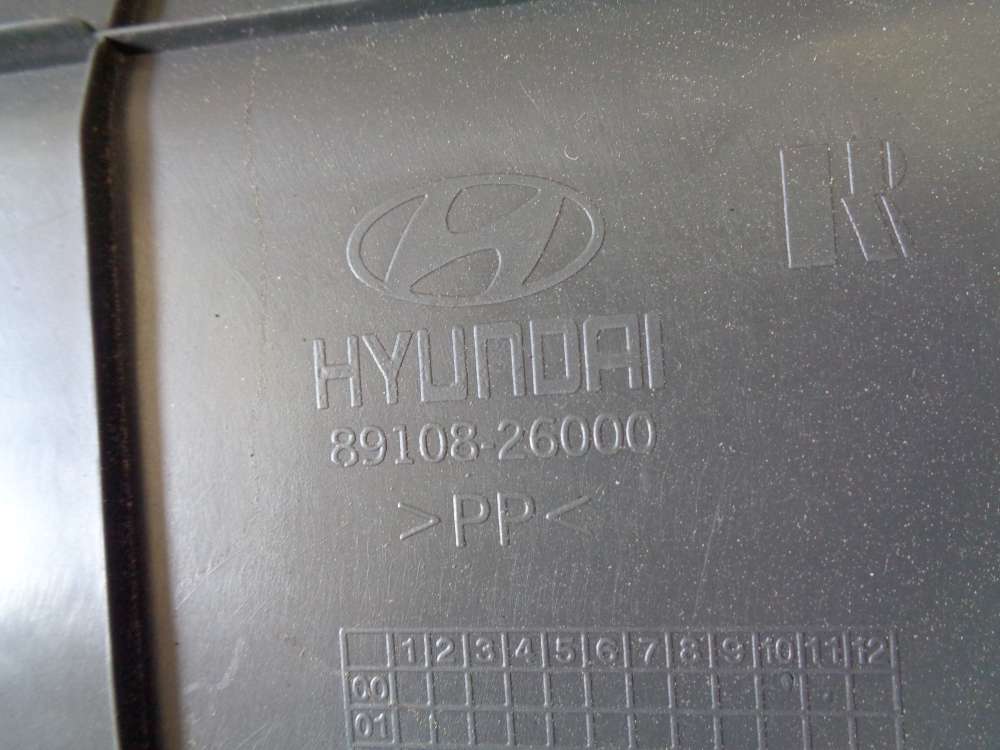 R
HYUNDAI
89108-26000
>PP<
1 2 3 4 5 6 7 8 9 10 11 12
00
01